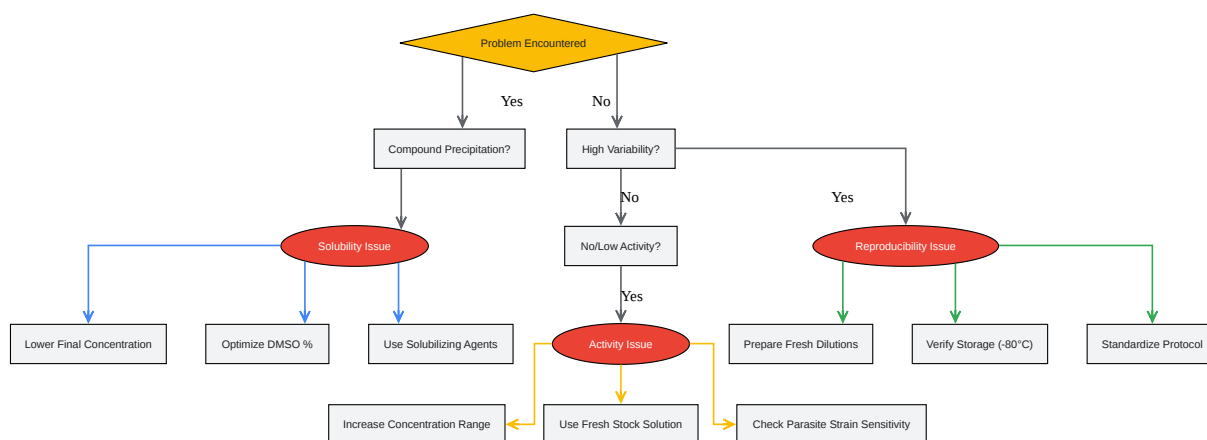 Problem Encountered
Yes
No
Compound Precipitation?
High Variability?
No
Yes
Solubility Issue
No/Low Activity?
Reproducibility Issue
Yes
Lower Final Concentration
Optimize DMSO %
Use Solubilizing Agents
Activity Issue
Prepare Fresh Dilutions
Verify Storage (-80°C)
Standardize Protocol
Increase Concentration Range
Use Fresh Stock Solution
Check Parasite Strain Sensitivity